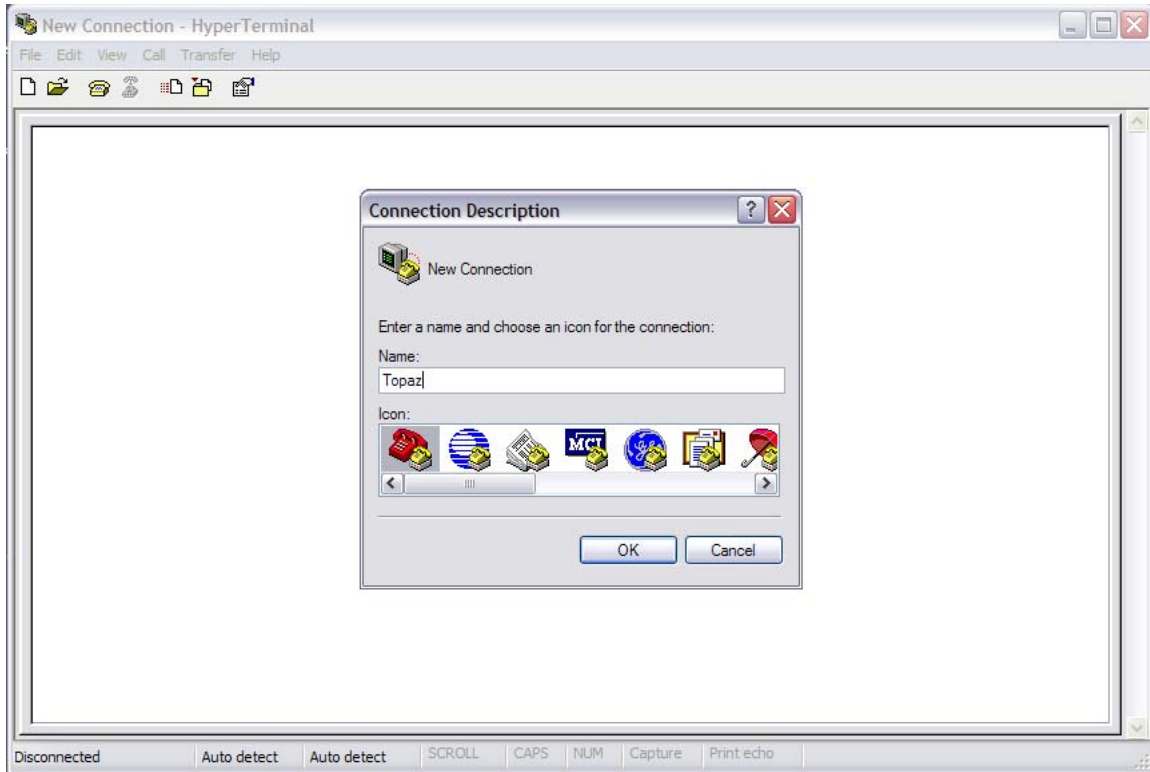 New Connection - HyperTerminal
File Edit View Call Transfer Help
Connection Description
New Connection
Enter a name and choose an icon for the connection:
Name:
Topaz
Icon:
MCI
OK Cancel
Disconnected Auto detect Auto detect SCROLL CAPS NUM Capture Print echo